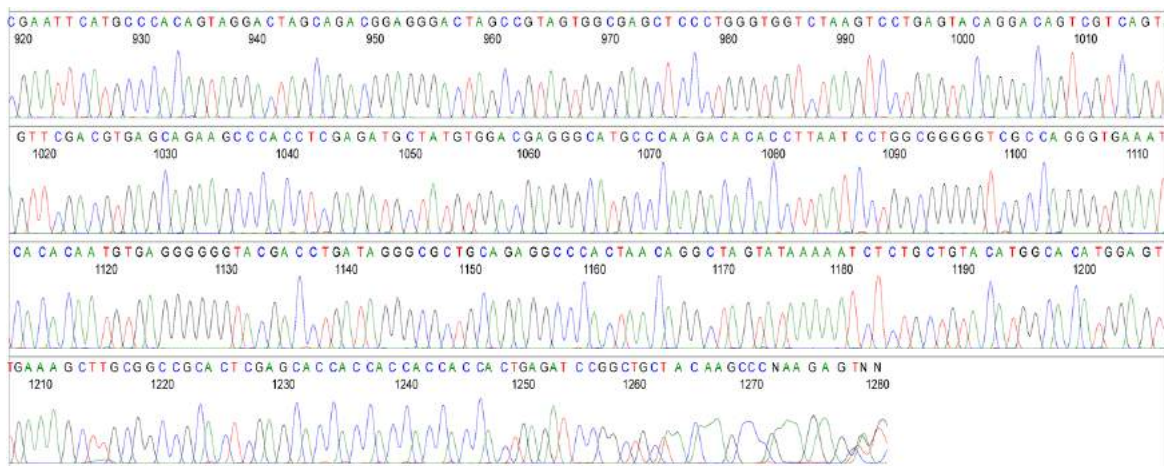 CGAATTCATGCCCACAGTAGGACTAGCAGACGGAGGGACTAGCCGTAGTGGCGAGCTCCCTGGGTGGTCTAAGTCCTGAGTACAGGACAGTCGTCAGT
920 930 940 950 960 970 980 990 1000 1010
GTTCGACGTGAGCAGAAGCCCACCTCGAGATGCTATGTGGACGAGGGCATGCCCAAGACACACCTTAATCCTGGCGGGGGTCGCCAGGGTGAAAT
1020 1030 1040 1050 1060 1070 1080 1090 1100 1110
CACACAATGTGAGGGGGGTACGACCTGATAGGGCGCTGCAGAGGCCCACTAACAGGCTAGTATAAAAATCTCTGCTGTACATGGCACATGGAGT
1120 1130 1140 1150 1160 1170 1180 1190 1200
TGAAAGCTTGCGGCCGCACTCGAGCACCACCACCACCACCACTGAGATCCGGCTGCTACAAGCCCNAAGAGTNN
1210 1220 1230 1240 1250 1260 1270 1280